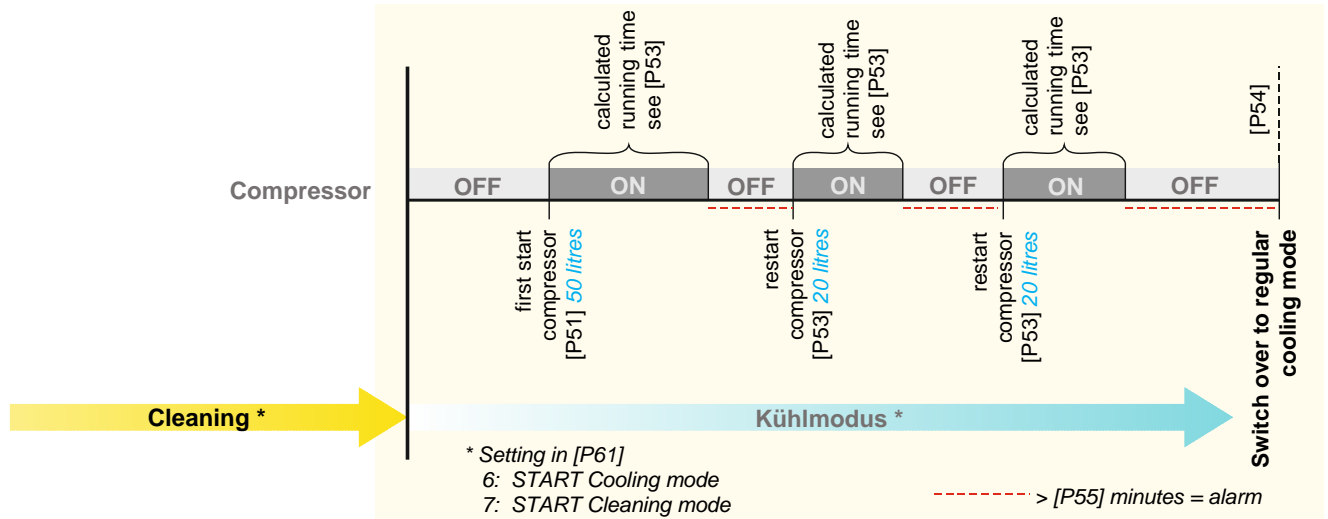 calculated
running time
see [P53]
calculated
running time
see [P53]
calculated
running time
see [P53]
[P54]
Compressor
OFF
ON
OFF
ON
OFF
ON
OFF
first start
compressor
[P51] 50 litres
restart
compressor
[P53] 20 litres
restart
compressor
[P53] 20 litres
Switch over to regular
cooling mode
Cleaning *
Kühlmodus *
* Setting in [P61]
6: START Cooling mode
7: START Cleaning mode
> [P55] minutes = alarm